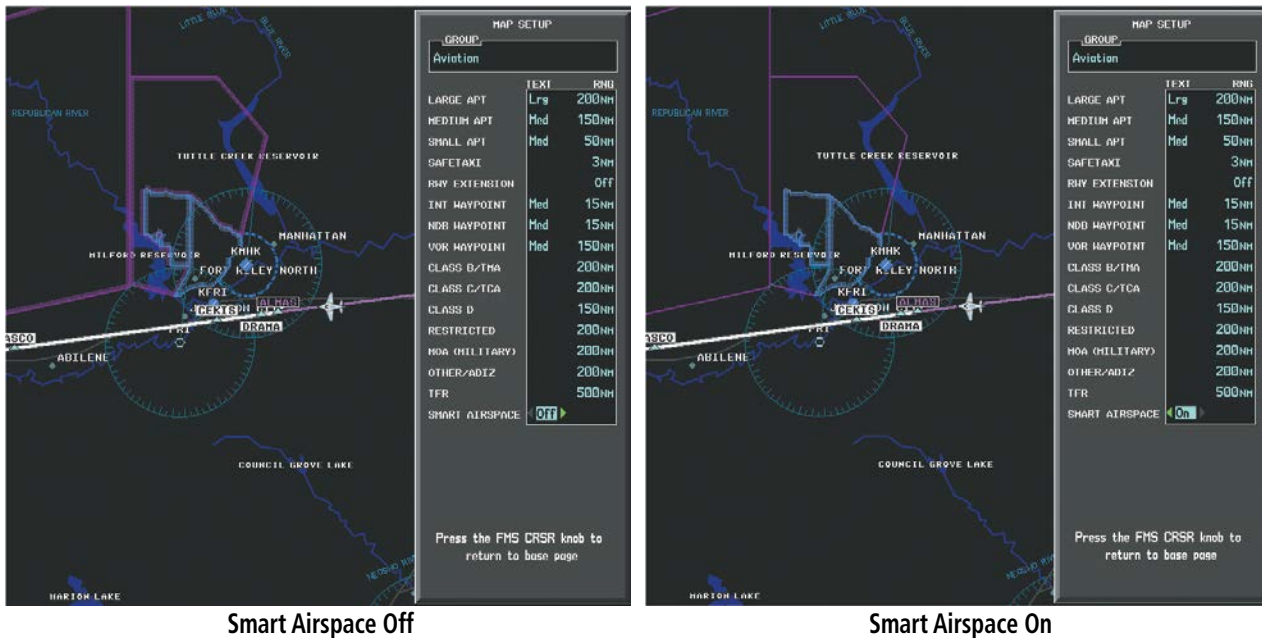 LITTLE BLUE RIVER
BLUE RIVER
REPUBLICAN RIVER
TUTTLE CREEK RESERVOIR
MANHATTAN
KMHK
MILFORD RESERVOIR
FORT RILEY NORTH
KFRI
ALMAS
CEKIS
DRAMA
FRI
ASCO
ABILENE
COUNCIL GROVE LAKE
NEOSHO RIV
MARION LAKE
MAP SETUP
GROUP
Aviation
TEXT RNG
LARGE APT Lrg 200NM
MEDIUM APT Med 150NM
SMALL APT Med 50NM
SAFETAXI 3NM
RWY EXTENSION Off
INT WAYPOINT Med 15NM
NDB WAYPOINT Med 15NM
VOR WAYPOINT Med 150NM
CLASS B/TMA 200NM
CLASS C/TCA 200NM
CLASS D 150NM
RESTRICTED 200NM
MOA (MILITARY) 200NM
OTHER/ADIZ 200NM
TFR 500NM
SMART AIRSPACE Off
Press the FMS CRSR knob to
return to base page
Smart Airspace Off
LITTLE BLUE RIVER
BLUE RIVER
REPUBLICAN RIVER
TUTTLE CREEK RESERVOIR
MANHATTAN
KMHK
MILFORD RESERVOIR
FORT RILEY NORTH
KFRI
ALMAS
CEKIS
DRAMA
FRI
ASCO
ABILENE
COUNCIL GROVE LAKE
NEOSHO RIV
MARION LAKE
MAP SETUP
GROUP
Aviation
TEXT RNG
LARGE APT Lrg 200NM
MEDIUM APT Med 150NM
SMALL APT Med 50NM
SAFETAXI 3NM
RWY EXTENSION Off
INT WAYPOINT Med 15NM
NDB WAYPOINT Med 15NM
VOR WAYPOINT Med 150NM
CLASS B/TMA 200NM
CLASS C/TCA 200NM
CLASS D 150NM
RESTRICTED 200NM
MOA (MILITARY) 200NM
OTHER/ADIZ 200NM
TFR 500NM
SMART AIRSPACE On
Press the FMS CRSR knob to
return to base page
Smart Airspace On